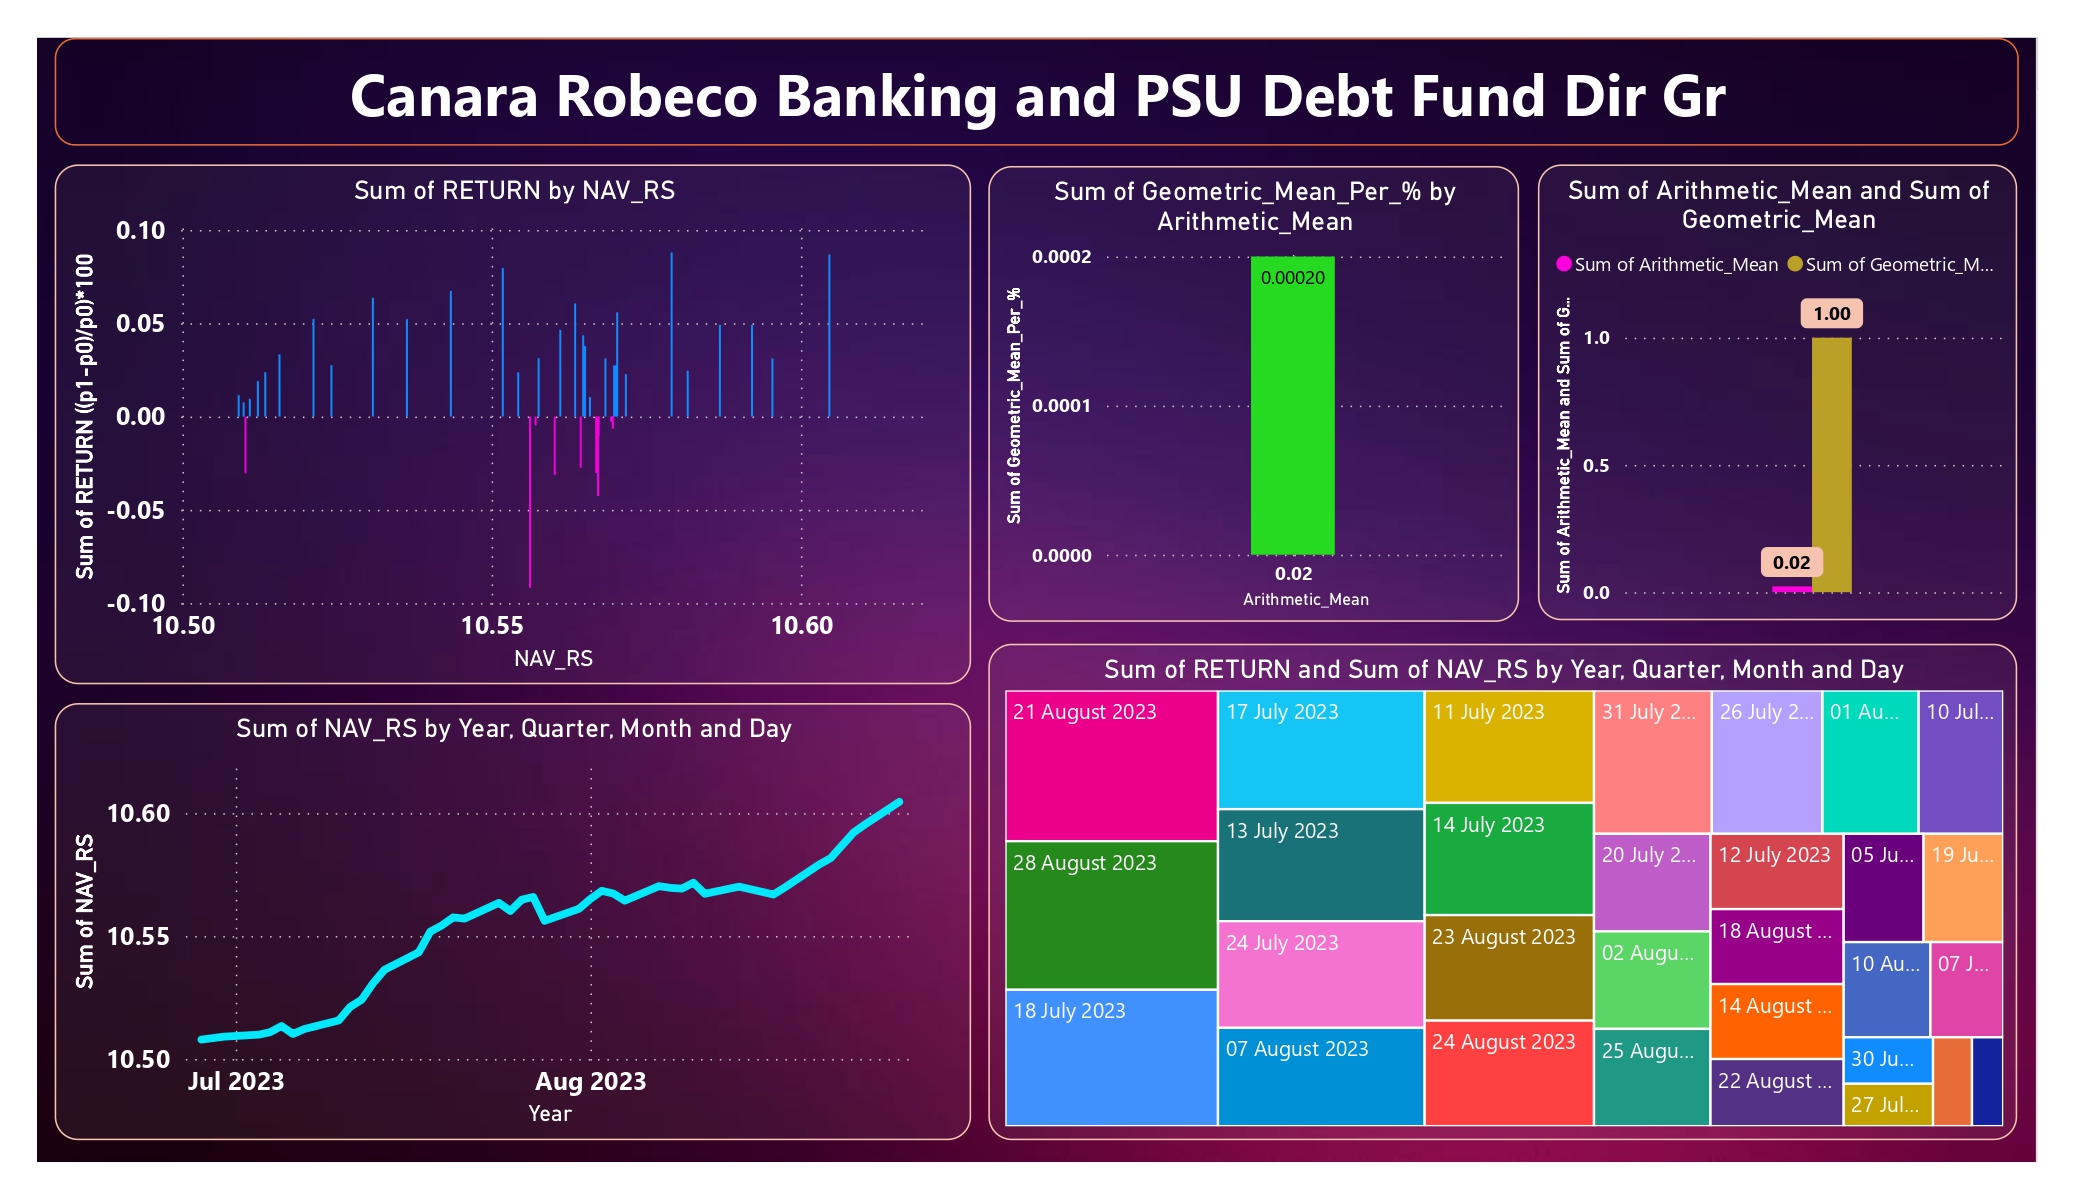 Canara Robeco Banking and PSU Debt Fund Dir Gr
Sum of RETURN by NAV_RS
Sum of RETURN ((p1-p0)/p0)*100
0.10
0.05
0.00
-0.05
-0.10
10.50 10.55 10.60
NAV_RS
Sum of Geometric_Mean_Per_% by
Arithmetic_Mean
Sum of Geometric_Mean_Per_%
0.0002
0.00020
0.0001
0.0000
0.02
Arithmetic_Mean
Sum of Arithmetic_Mean and Sum of
Geometric_Mean
Sum of Arithmetic_Mean Sum of Geometric_M...
Sum of Arithmetic_Mean and Sum of G...
1.00
1.0
0.5
0.02
0.0
Sum of NAV_RS by Year, Quarter, Month and Day
Sum of NAV_RS
10.60
10.55
10.50
Jul 2023 Aug 2023
Year
Sum of RETURN and Sum of NAV_RS by Year, Quarter, Month and Day
21 August 2023
28 August 2023
18 July 2023
17 July 2023
13 July 2023
24 July 2023
07 August 2023
11 July 2023
14 July 2023
23 August 2023
24 August 2023
31 July 2...
20 July 2...
02 Augu...
25 Augu...
26 July 2...
01 Au...
10 Jul...
12 July 2023
18 August ...
14 August ...
22 August ...
05 Ju...
19 Ju...
10 Au...
07 J...
30 Ju...
27 Jul...